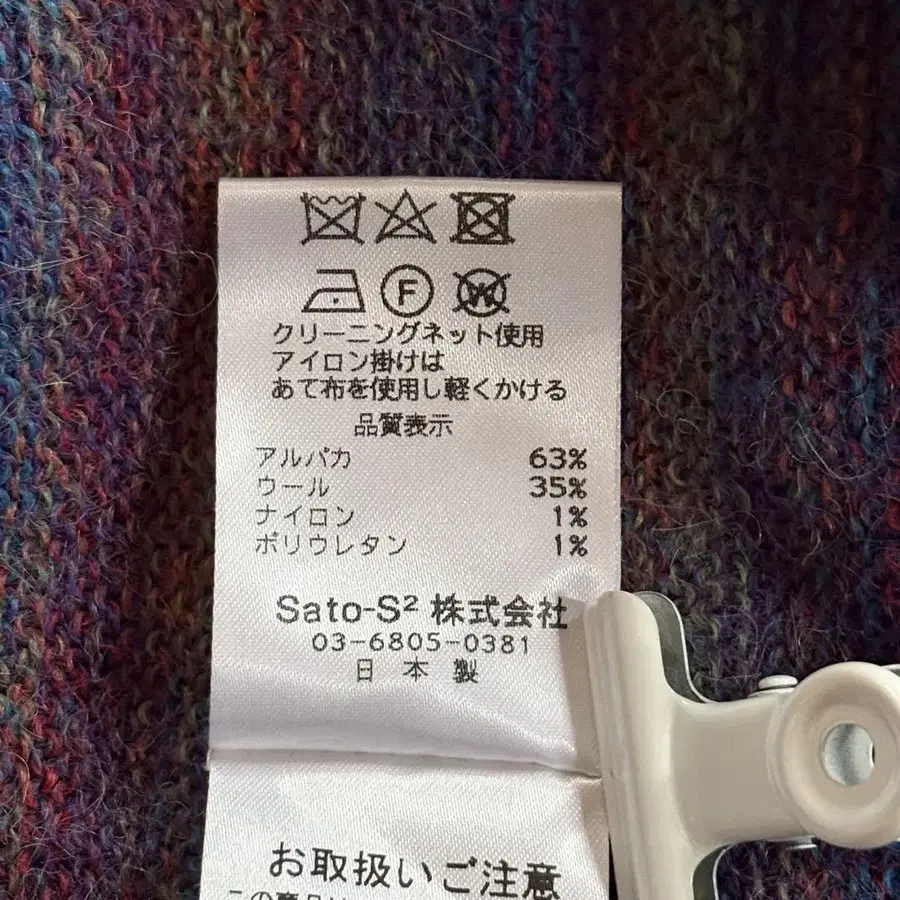 F W
クリーニングネット使用
アイロン掛けは
あて布を使用し軽くかける
品質表示
アルパカ 63%
ウール 35%
ナイロン 1%
ポリウレタン 1%
Sato-S² 株式会社
03-6805-0381
日本製
お取扱いご注意